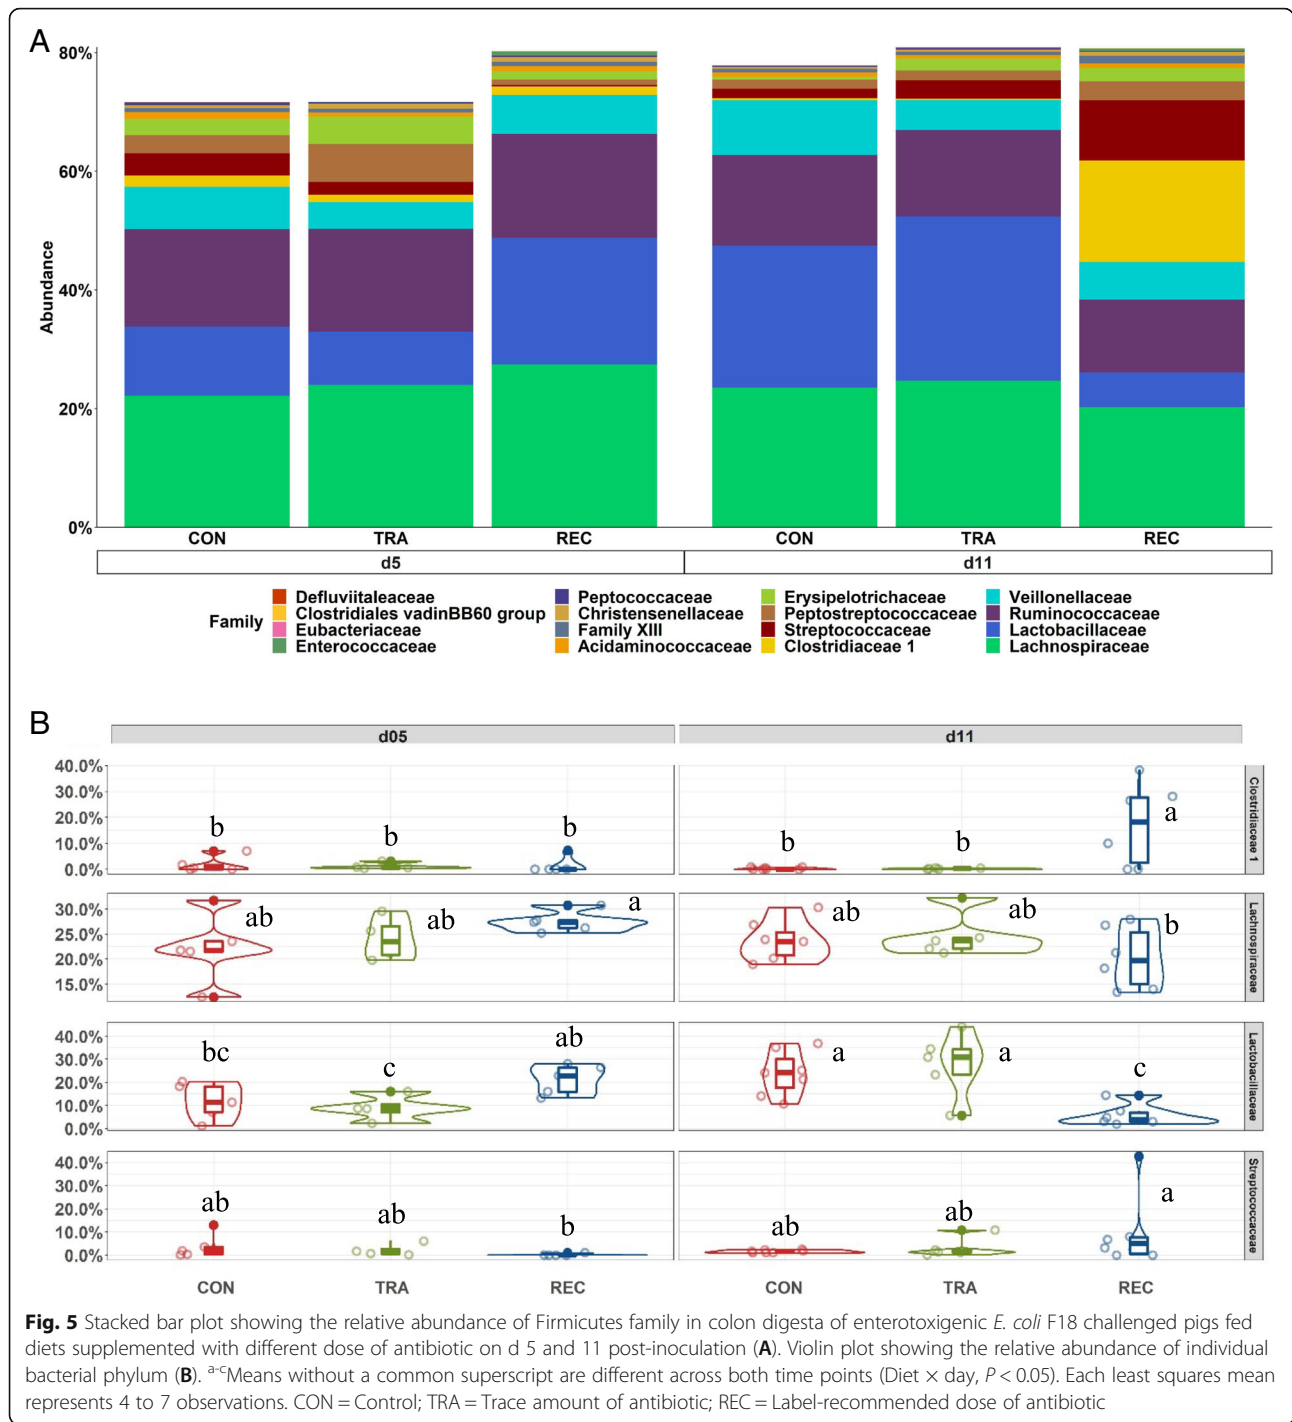 A
80%
60%
40%
20%
0%
Abundance
CON TRA REC CON TRA REC
d5 d11
Family
Defluviitaleaceae Peptococcaceae Erysipelotrichaceae Veillonellaceae
Clostridiales vadinBB60 group Christensenellaceae Peptostreptococcaceae Ruminococcaceae
Eubacteriaceae Family XIII Streptococcaceae Lactobacillaceae
Enterococcaceae Acidaminococcaceae Clostridiaceae 1 Lachnospiraceae
B
d05 d11
40.0%
30.0%
20.0%
10.0%
0.0%
b b b b b a
Clostridiaceae 1
30.0%
25.0%
20.0%
15.0%
ab ab a ab ab b
Lachnospiraceae
40.0%
30.0%
20.0%
10.0%
0.0%
bc c ab a a c
Lactobacillaceae
40.0%
30.0%
20.0%
10.0%
0.0%
ab ab b ab ab a
Streptococcaceae
CON TRA REC CON TRA REC
Fig. 5 Stacked bar plot showing the relative abundance of Firmicutes family in colon digesta of enterotoxigenic E. coli F18 challenged pigs fed
diets supplemented with different dose of antibiotic on d 5 and 11 post-inoculation (A). Violin plot showing the relative abundance of individual
bacterial phylum (B). a-cMeans without a common superscript are different across both time points (Diet × day, P < 0.05). Each least squares mean
represents 4 to 7 observations. CON = Control; TRA = Trace amount of antibiotic; REC = Label-recommended dose of antibiotic